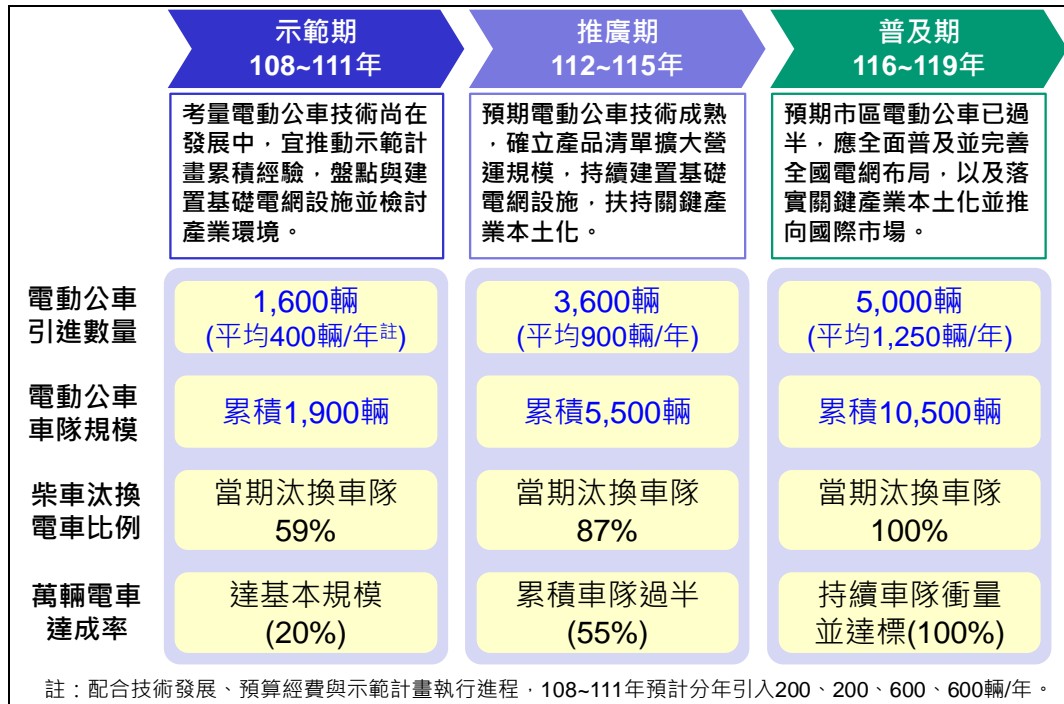 示範期
108~111年
推廣期
112~115年
普及期
116~119年
考量電動公車技術尚在
發展中，宜推動示範計
畫累積經驗，盤點與建
置基礎電網設施並檢討
產業環境。
預期電動公車技術成熟
，確立產品清單擴大營
運規模，持續建置基礎
電網設施，扶持關鍵產
業本土化。
預期市區電動公車已過
半，應全面普及並完善
全國電網布局，以及落
實關鍵產業本土化並推
向國際市場。
電動公車
引進數量
1,600輛
(平均400輛/年註)
3,600輛
(平均900輛/年)
5,000輛
(平均1,250輛/年)
電動公車
車隊規模
累積1,900輛
累積5,500輛
累積10,500輛
柴車汰換
電車比例
當期汰換車隊
59%
當期汰換車隊
87%
當期汰換車隊
100%
萬輛電車
達成率
達基本規模
(20%)
累積車隊過半
(55%)
持續車隊衝量
並達標(100%)
註：配合技術發展、預算經費與示範計畫執行進程，108~111年預計分年引入200、200、600、600輛/年。